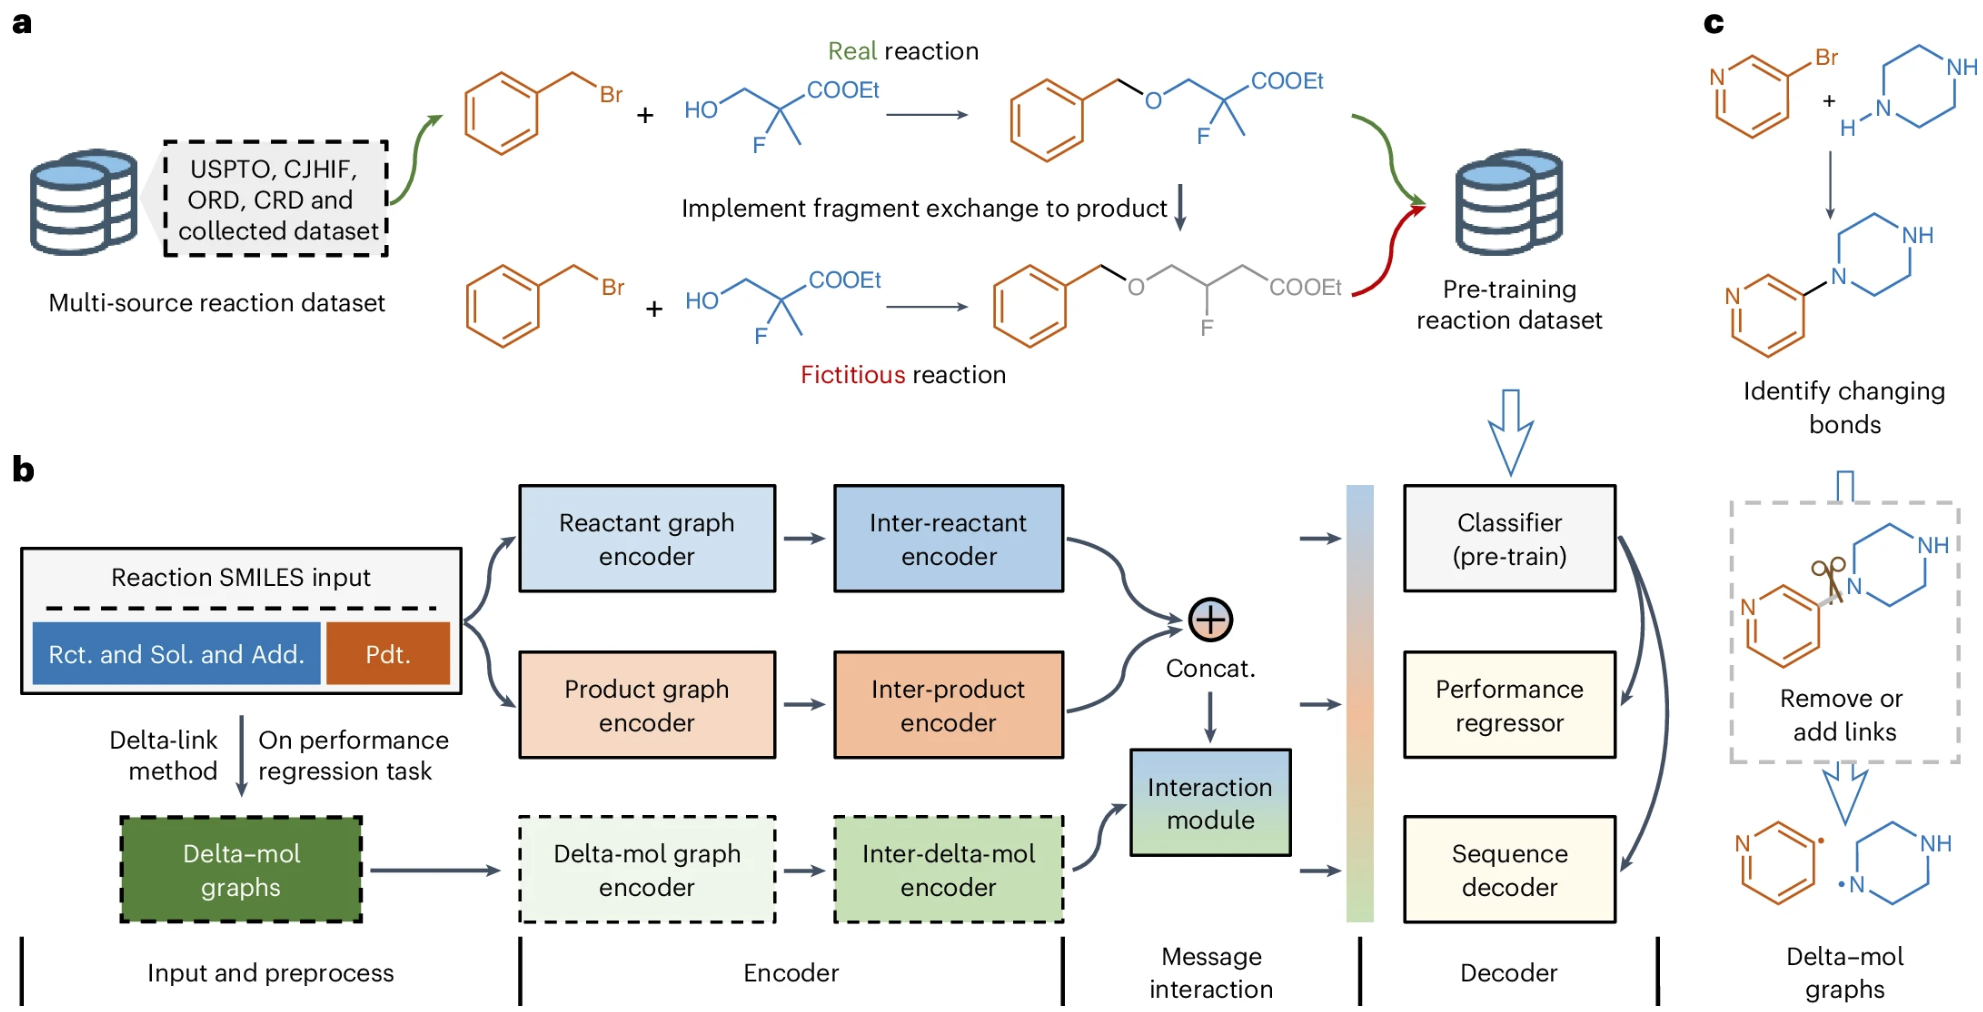 a
Real reaction
Br
+
HO
COOEt
F
O
COOEt
F
USPTO, CJHIF,
ORD, CRD and
collected dataset
Multi-source reaction dataset
Implement fragment exchange to product
Br
+
HO
COOEt
F
O
COOEt
F
Fictitious reaction
Pre-training
reaction dataset
b
Reaction SMILES input
Rct. and Sol. and Add.
Pdt.
Delta-link
method
On performance
regression task
Delta–mol
graphs
Reactant graph
encoder
Inter-reactant
encoder
Product graph
encoder
Inter-product
encoder
Delta-mol graph
encoder
Inter-delta-mol
encoder
Concat.
Interaction
module
Classifier
(pre-train)
Performance
regressor
Sequence
decoder
Input and preprocess
Encoder
Message
interaction
Decoder
c
N
Br
+
NH
N
H
NH
N
N
Identify changing
bonds
NH
N
N
Remove or
add links
N
NH
N
Delta–mol
graphs